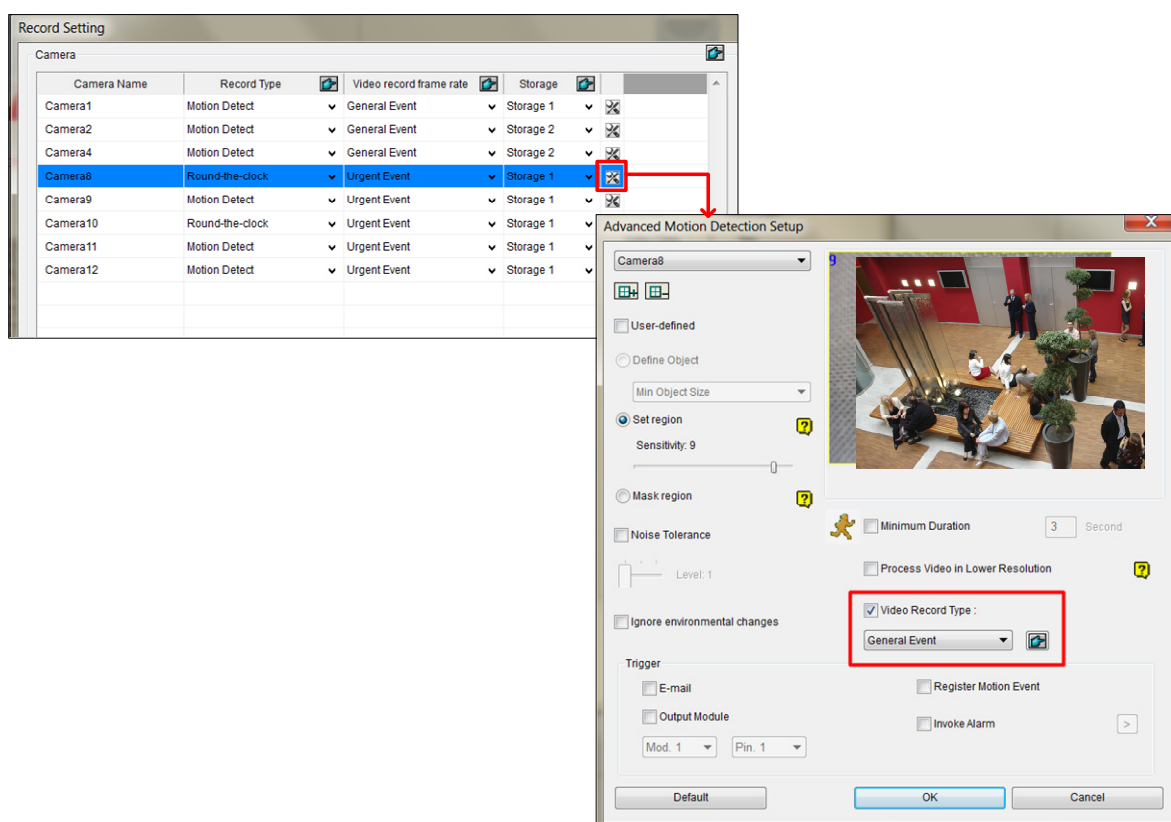 Record Setting
Camera
Camera Name Record Type Video record frame rate Storage
Camera1 Motion Detect General Event Storage 1
Camera2 Motion Detect General Event Storage 2
Camera4 Motion Detect General Event Storage 2
Camera8 Round-the-clock Urgent Event Storage 1
Camera9 Motion Detect Urgent Event Storage 1
Camera10 Round-the-clock Urgent Event Storage 1
Camera11 Motion Detect Urgent Event Storage 1
Camera12 Motion Detect Urgent Event Storage 1
Advanced Motion Detection Setup
Camera8
9
User-defined
Define Object
Min Object Size
Set region
?
Sensitivity: 9
Mask region
?
Noise Tolerance
Level: 1
Ignore environmental changes
Minimum Duration 3 Second
Process Video in Lower Resolution
?
Video Record Type :
General Event
Trigger
E-mail
Register Motion Event
Output Module
Invoke Alarm
>
Mod. 1 Pin. 1
Default OK Cancel